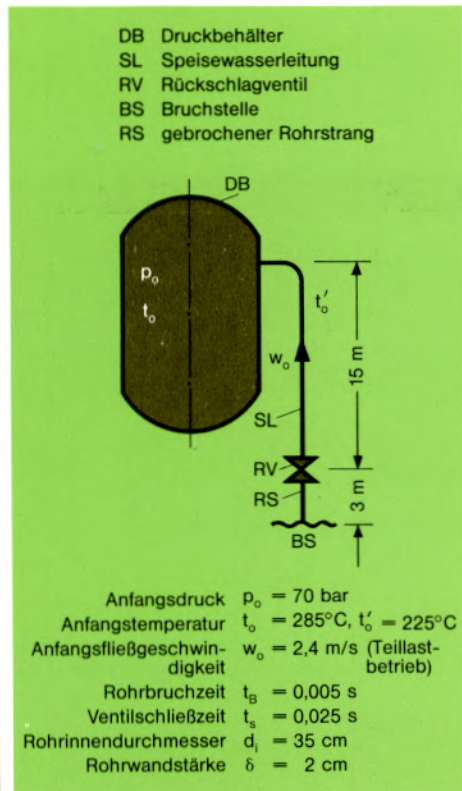 DB Druckbehälter
SL Speisewasserleitung
RV Rückschlagventil
BS Bruchstelle
RS gebrochener Rohrstrang
DB
p₀
t₀
t₀'
w₀
15 m
SL
RV
RS
3 m
BS
Anfangsdruck p₀ = 70 bar
Anfangstemperatur t₀ = 285°C, t₀' = 225°C
Anfangsfließgeschwin- w₀ = 2,4 m/s (Teillast-
digkeit betrieb)
Rohrbruchzeit t_B = 0,005 s
Ventilschließzeit t_s = 0,025 s
Rohrinnendurchmesser d_i = 35 cm
Rohrwandstärke δ = 2 cm